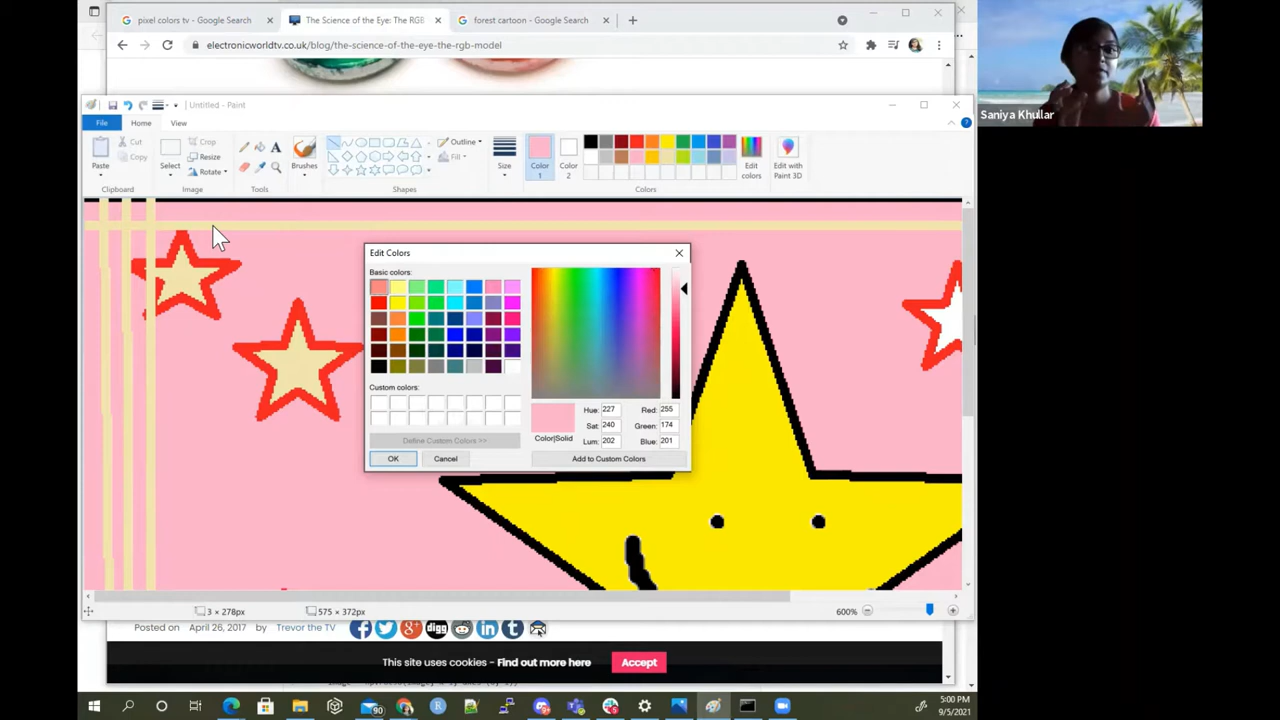 pixel colors tv - Google Search
The Science of the Eye: The RGB
forest cartoon - Google Search
electronicworldtv.co.uk/blog/the-science-of-the-eye-the-rgb-model
Saniya Khullar
Untitled - Paint
File
Home
View
Paste
Cut
Copy
Clipboard
Select
Crop
Resize
Rotate
Image
Tools
Brushes
Outline
Fill
Shapes
Size
Color 1
Color 2
Edit colors
Colors
Edit with Paint 3D
Edit Colors
Basic colors:
Custom colors:
Define Custom Colors >>
OK
Cancel
Color|Solid
Hue: 227
Sat: 240
Lum: 202
Red: 255
Green: 174
Blue: 201
Add to Custom Colors
3 × 278px
575 × 372px
600%
Posted on April 26, 2017 by Trevor the TV
digg
This site uses cookies - Find out more here
Accept
90
5:00 PM
9/5/2021